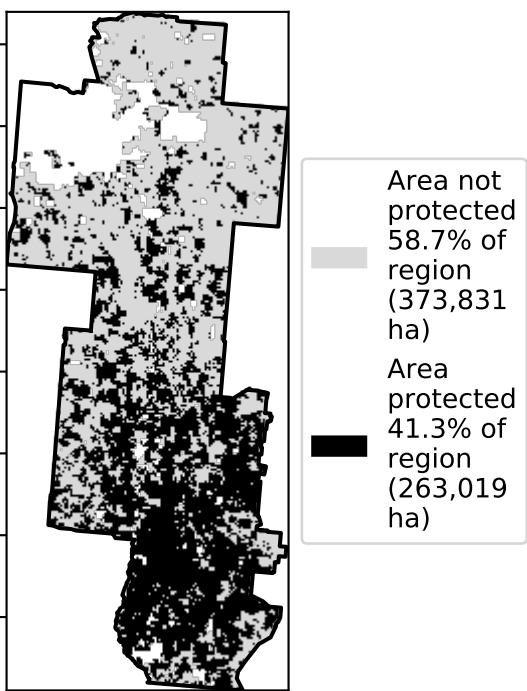 Area not
protected
58.7% of
region
(373,831
ha)
Area
protected
41.3% of
region
(263,019
ha)